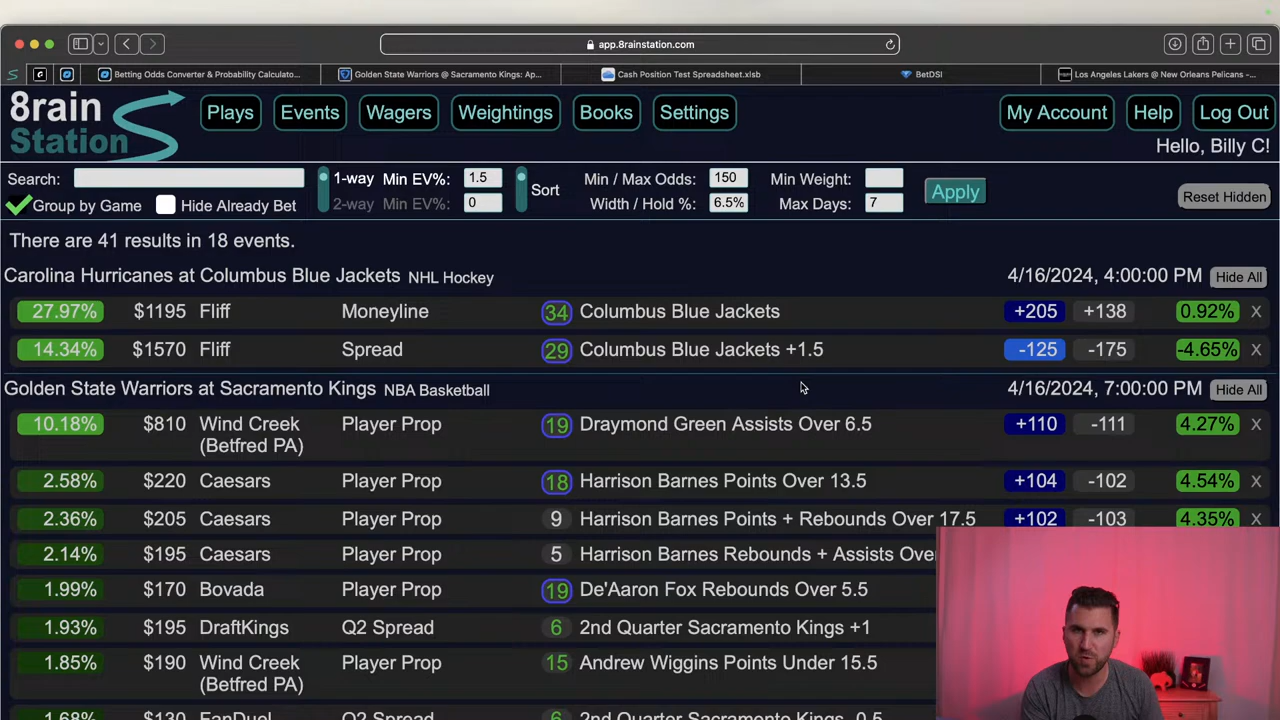 app.8rainstation.com
Betting Odds Converter & Probability Calculato...
Golden State Warriors @ Sacramento Kings: Ap...
Cash Position Test Spreadsheet.xlsb
BetDSI
Los Angeles Lakers @ New Orleans Pelicans -...
8rain Station
Plays Events Wagers Weightings Books Settings My Account Help Log Out
Hello, Billy C!
Search: 1-way Min EV%: 1.5 Sort Min / Max Odds: 150 Min Weight: Apply Reset Hidden
Group by Game Hide Already Bet 2-way Min EV%: 0 Width / Hold %: 6.5% Max Days: 7
There are 41 results in 18 events.
Carolina Hurricanes at Columbus Blue Jackets NHL Hockey 4/16/2024, 4:00:00 PM Hide All
27.97% $1195 Fliff Moneyline 34 Columbus Blue Jackets +205 +138 0.92% X
14.34% $1570 Fliff Spread 29 Columbus Blue Jackets +1.5 -125 -175 -4.65% X
Golden State Warriors at Sacramento Kings NBA Basketball 4/16/2024, 7:00:00 PM Hide All
10.18% $810 Wind Creek (Betfred PA) Player Prop 19 Draymond Green Assists Over 6.5 +110 -111 4.27% X
2.58% $220 Caesars Player Prop 18 Harrison Barnes Points Over 13.5 +104 -102 4.54% X
2.36% $205 Caesars Player Prop 9 Harrison Barnes Points + Rebounds Over 17.5 +102 -103 4.35% X
2.14% $195 Caesars Player Prop 5 Harrison Barnes Rebounds + Assists Over
1.99% $170 Bovada Player Prop 19 De'Aaron Fox Rebounds Over 5.5
1.93% $195 DraftKings Q2 Spread 6 2nd Quarter Sacramento Kings +1
1.85% $190 Wind Creek (Betfred PA) Player Prop 15 Andrew Wiggins Points Under 15.5
1.68% $130 FanDuel Q2 Spread 6 2nd Quarter Sacramento Kings -0.5